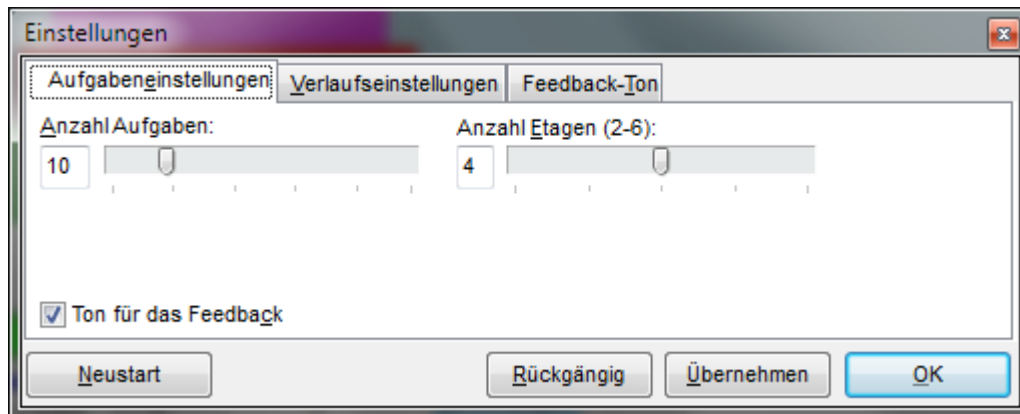 Einstellungen
Aufgabeneinstellungen Verlaufseinstellungen Feedback-Ton
Anzahl Aufgaben: Anzahl Etagen (2-6):
10 4
Ton für das Feedback
Neustart Rückgängig Übernehmen OK